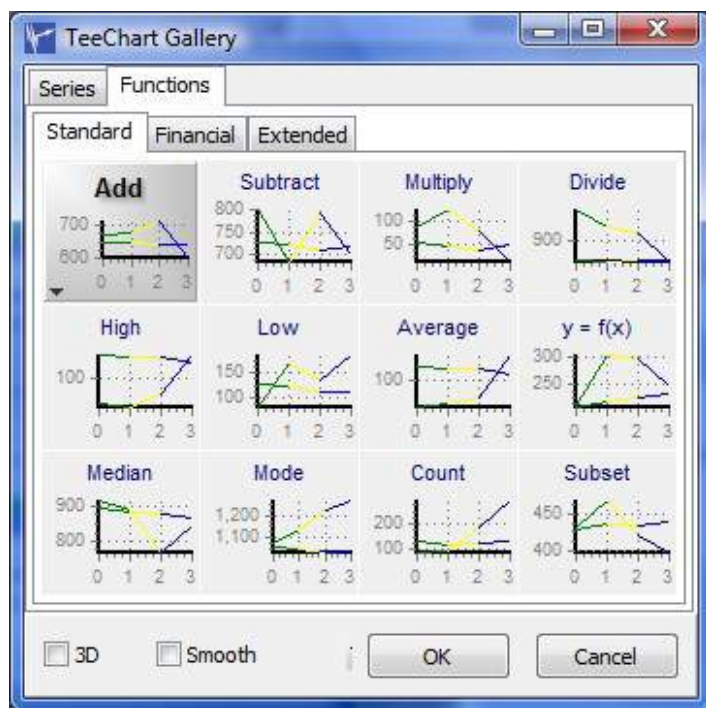 TeeChart Gallery
Series Functions
Standard Financial Extended
Add Subtract Multiply Divide
700 600 0 1 2 3
800 750 700 0 1 2 3
100 50 0 1 2 3
900 0 1 2 3
High Low Average y = f(x)
100 0 1 2 3
150 100 0 1 2 3
100 0 1 2 3
300 250 0 1 2 3
Median Mode Count Subset
900 800 0 1 2 3
1,200 1,100 0 1 2 3
200 100 0 1 2 3
450 400 0 1 2 3
3D Smooth OK Cancel